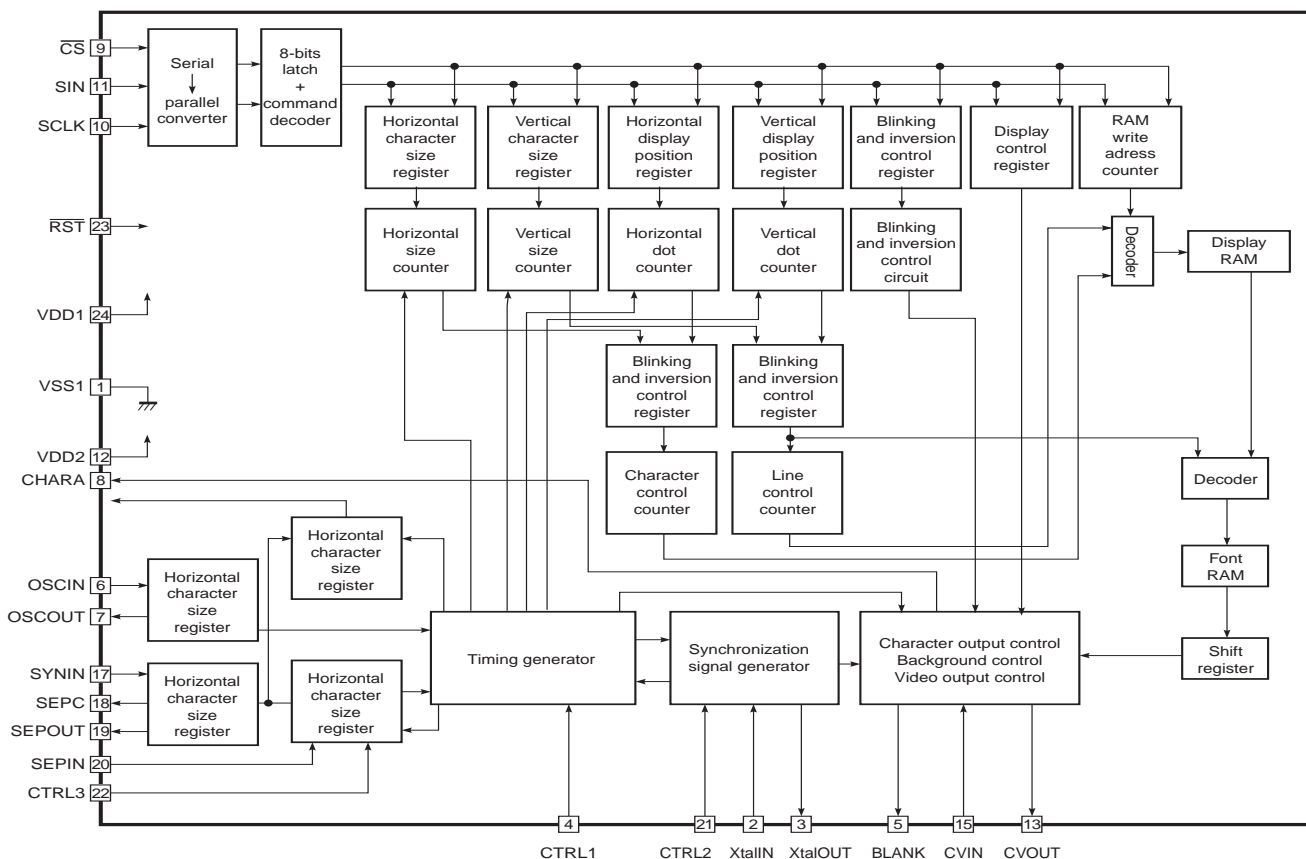 CS
9
SIN
11
SCLK
10
Serial
parallel
converter
8-bits
latch
+
command
decoder
Horizontal
character
size
register
Vertical
character
size
register
Horizontal
display
position
register
Vertical
display
position
register
Blinking
and inversion
control
register
Display
control
register
RAM
write
adress
counter
RST
23
Horizontal
size
counter
Vertical
size
counter
Horizontal
dot
counter
Vertical
dot
counter
Blinking
and inversion
control
circuit
Decoder
Display
RAM
VDD1
24
VSS1
1
VDD2
12
CHARA
8
Blinking
and inversion
control
register
Blinking
and inversion
control
register
Character
control
counter
Line
control
counter
Decoder
Font
RAM
Shift
register
OSCIN
6
OSCOUT
7
Horizontal
character
size
register
Horizontal
character
size
register
SYNIN
17
SEPC
18
SEPOUT
19
SEPIN
20
CTRL3
22
Horizontal
character
size
register
Horizontal
character
size
register
Timing generator
Synchronization
signal generator
Character output control
Background control
Video output control
4
21
2
3
5
15
13
CTRL1
CTRL2
XtalIN
XtalOUT
BLANK
CVIN
CVOUT